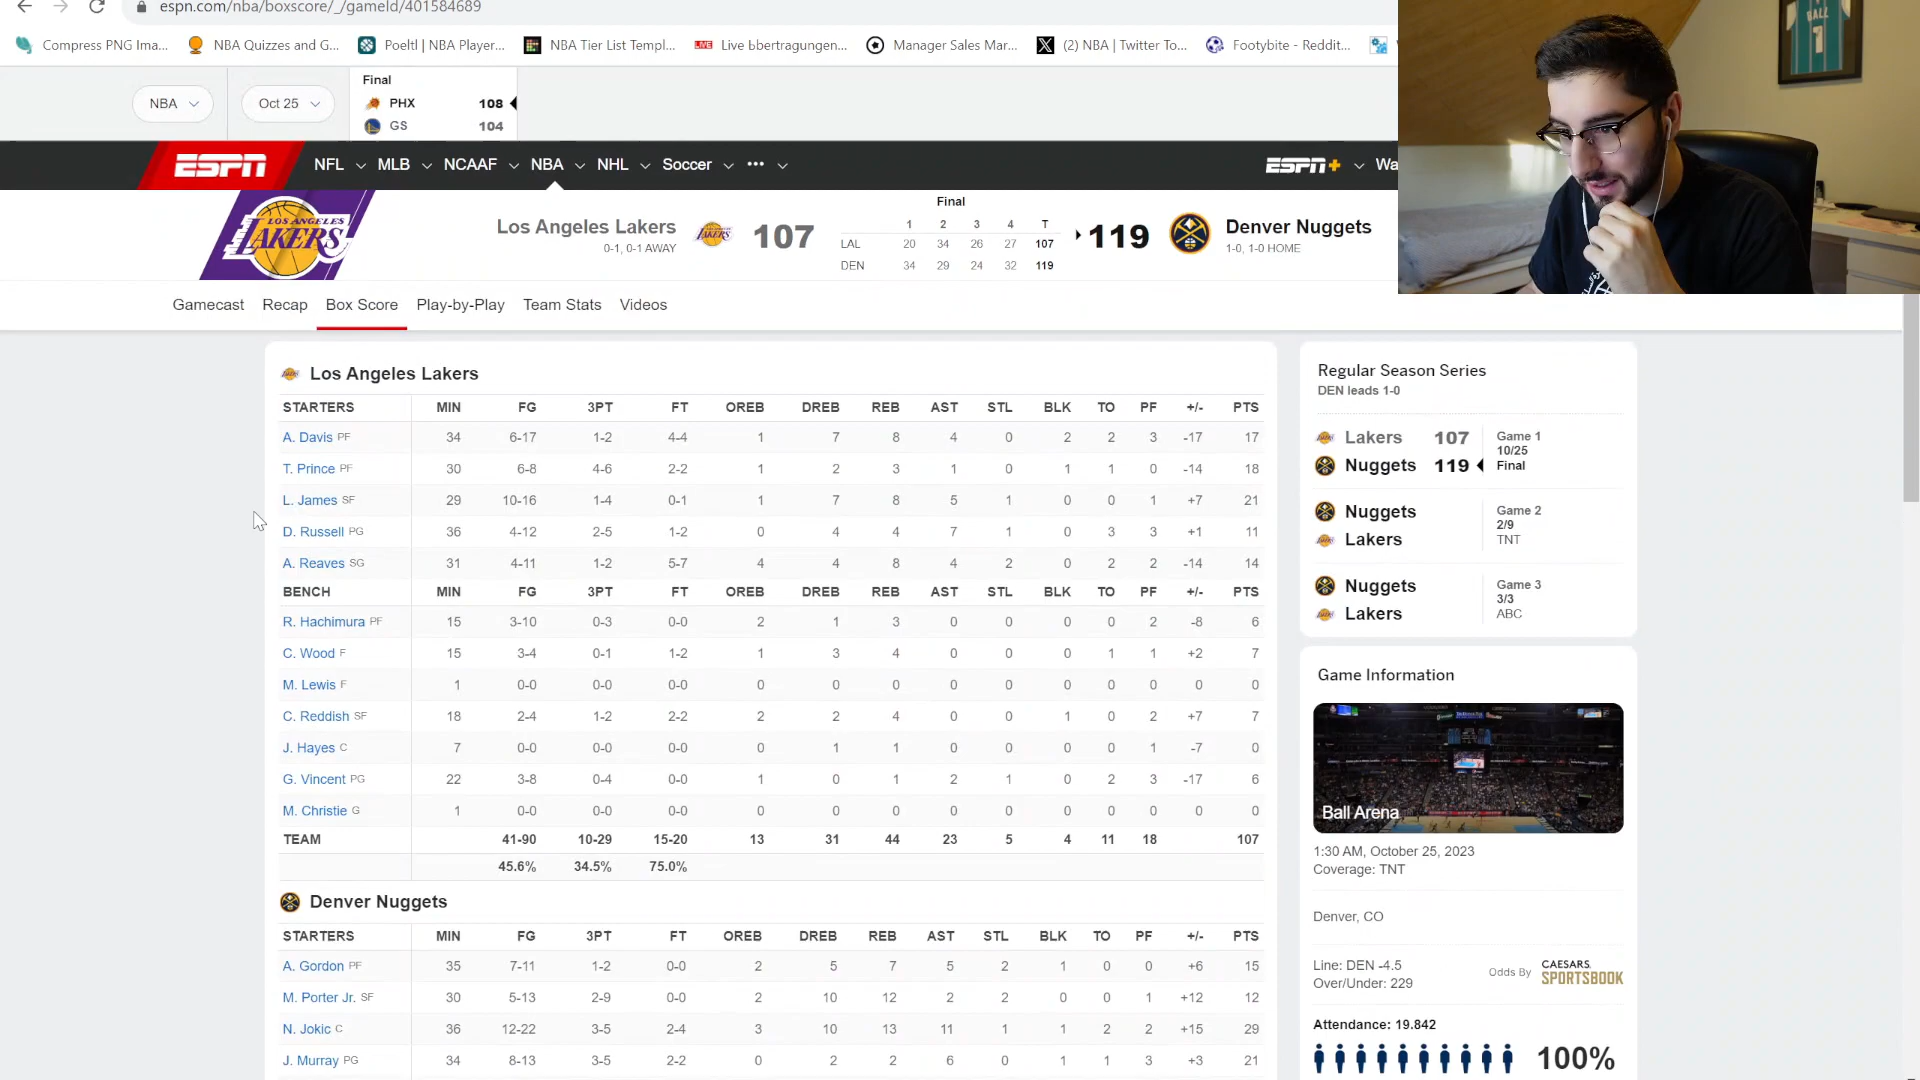 espn.com/nba/boxscore/_/gameId/401584689
Compress PNG Ima... NBA Quizzes and G... Poeltl | NBA Player... NBA Tier List Templ... LIVE Live ьbertragungen... Manager Sales Mar... (2) NBA | Twitter To... Footybite - Reddit...
BALL
1
NBA Oct 25
Final
PHX 108
GS 104
ESPN NFL MLB NCAAF NBA NHL Soccer ... ESPN+ Wa
LOS ANGELES
LAKERS
Los Angeles Lakers
0-1, 0-1 AWAY
107
Final
1 2 3 4 T
LAL 20 34 26 27 107
DEN 34 29 24 32 119
119
Denver Nuggets
1-0, 1-0 HOME
Gamecast Recap Box Score Play-by-Play Team Stats Videos
Los Angeles Lakers
STARTERS MIN FG 3PT FT OREB DREB REB AST STL BLK TO PF +/- PTS
A. Davis PF 34 6-17 1-2 4-4 1 7 8 4 0 2 2 3 -17 17
T. Prince PF 30 6-8 4-6 2-2 1 2 3 1 0 1 1 0 -14 18
L. James SF 29 10-16 1-4 0-1 1 7 8 5 1 0 0 1 +7 21
D. Russell PG 36 4-12 2-5 1-2 0 4 4 7 1 0 3 3 +1 11
A. Reaves SG 31 4-11 1-2 5-7 4 4 8 4 2 0 2 2 -14 14
BENCH MIN FG 3PT FT OREB DREB REB AST STL BLK TO PF +/- PTS
R. Hachimura PF 15 3-10 0-3 0-0 2 1 3 0 0 0 0 2 -8 6
C. Wood F 15 3-4 0-1 1-2 1 3 4 0 0 0 1 1 +2 7
M. Lewis F 1 0-0 0-0 0-0 0 0 0 0 0 0 0 0 0 0
C. Reddish SF 18 2-4 1-2 2-2 2 2 4 0 0 1 0 2 +7 7
J. Hayes C 7 0-0 0-0 0-0 0 1 1 0 0 0 0 1 -7 0
G. Vincent PG 22 3-8 0-4 0-0 1 0 1 2 1 0 2 3 -17 6
M. Christie G 1 0-0 0-0 0-0 0 0 0 0 0 0 0 0 0 0
TEAM 41-90 10-29 15-20 13 31 44 23 5 4 11 18 107
45.6% 34.5% 75.0%
Denver Nuggets
STARTERS MIN FG 3PT FT OREB DREB REB AST STL BLK TO PF +/- PTS
A. Gordon PF 35 7-11 1-2 0-0 2 5 7 5 2 1 0 0 +6 15
M. Porter Jr. SF 30 5-13 2-9 0-0 2 10 12 2 2 0 0 1 +12 12
N. Jokic C 36 12-22 3-5 2-4 3 10 13 11 1 1 2 2 +15 29
J. Murray PG 34 8-13 3-5 2-2 0 2 2 6 0 1 1 3 +3 21
Regular Season Series
DEN leads 1-0
Lakers 107
Nuggets 119
Game 1
10/25
Final
Nuggets
Lakers
Game 2
2/9
TNT
Nuggets
Lakers
Game 3
3/3
ABC
Game Information
Ball Arena
1:30 AM, October 25, 2023
Coverage: TNT
Denver, CO
Line: DEN -4.5
Over/Under: 229
Odds By CAESARS SPORTSBOOK
Attendance: 19.842
100%